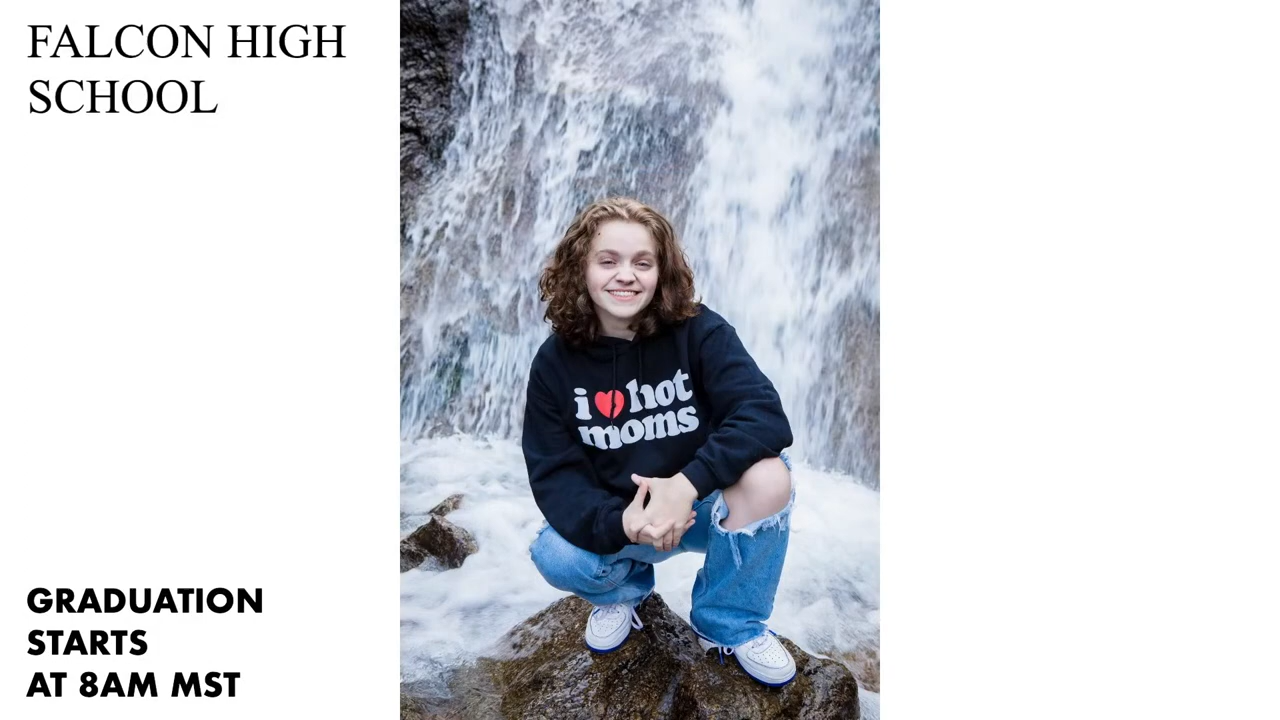 FALCON HIGH
SCHOOL
i ❤ hot
moms
GRADUATION
STARTS
AT 8AM MST